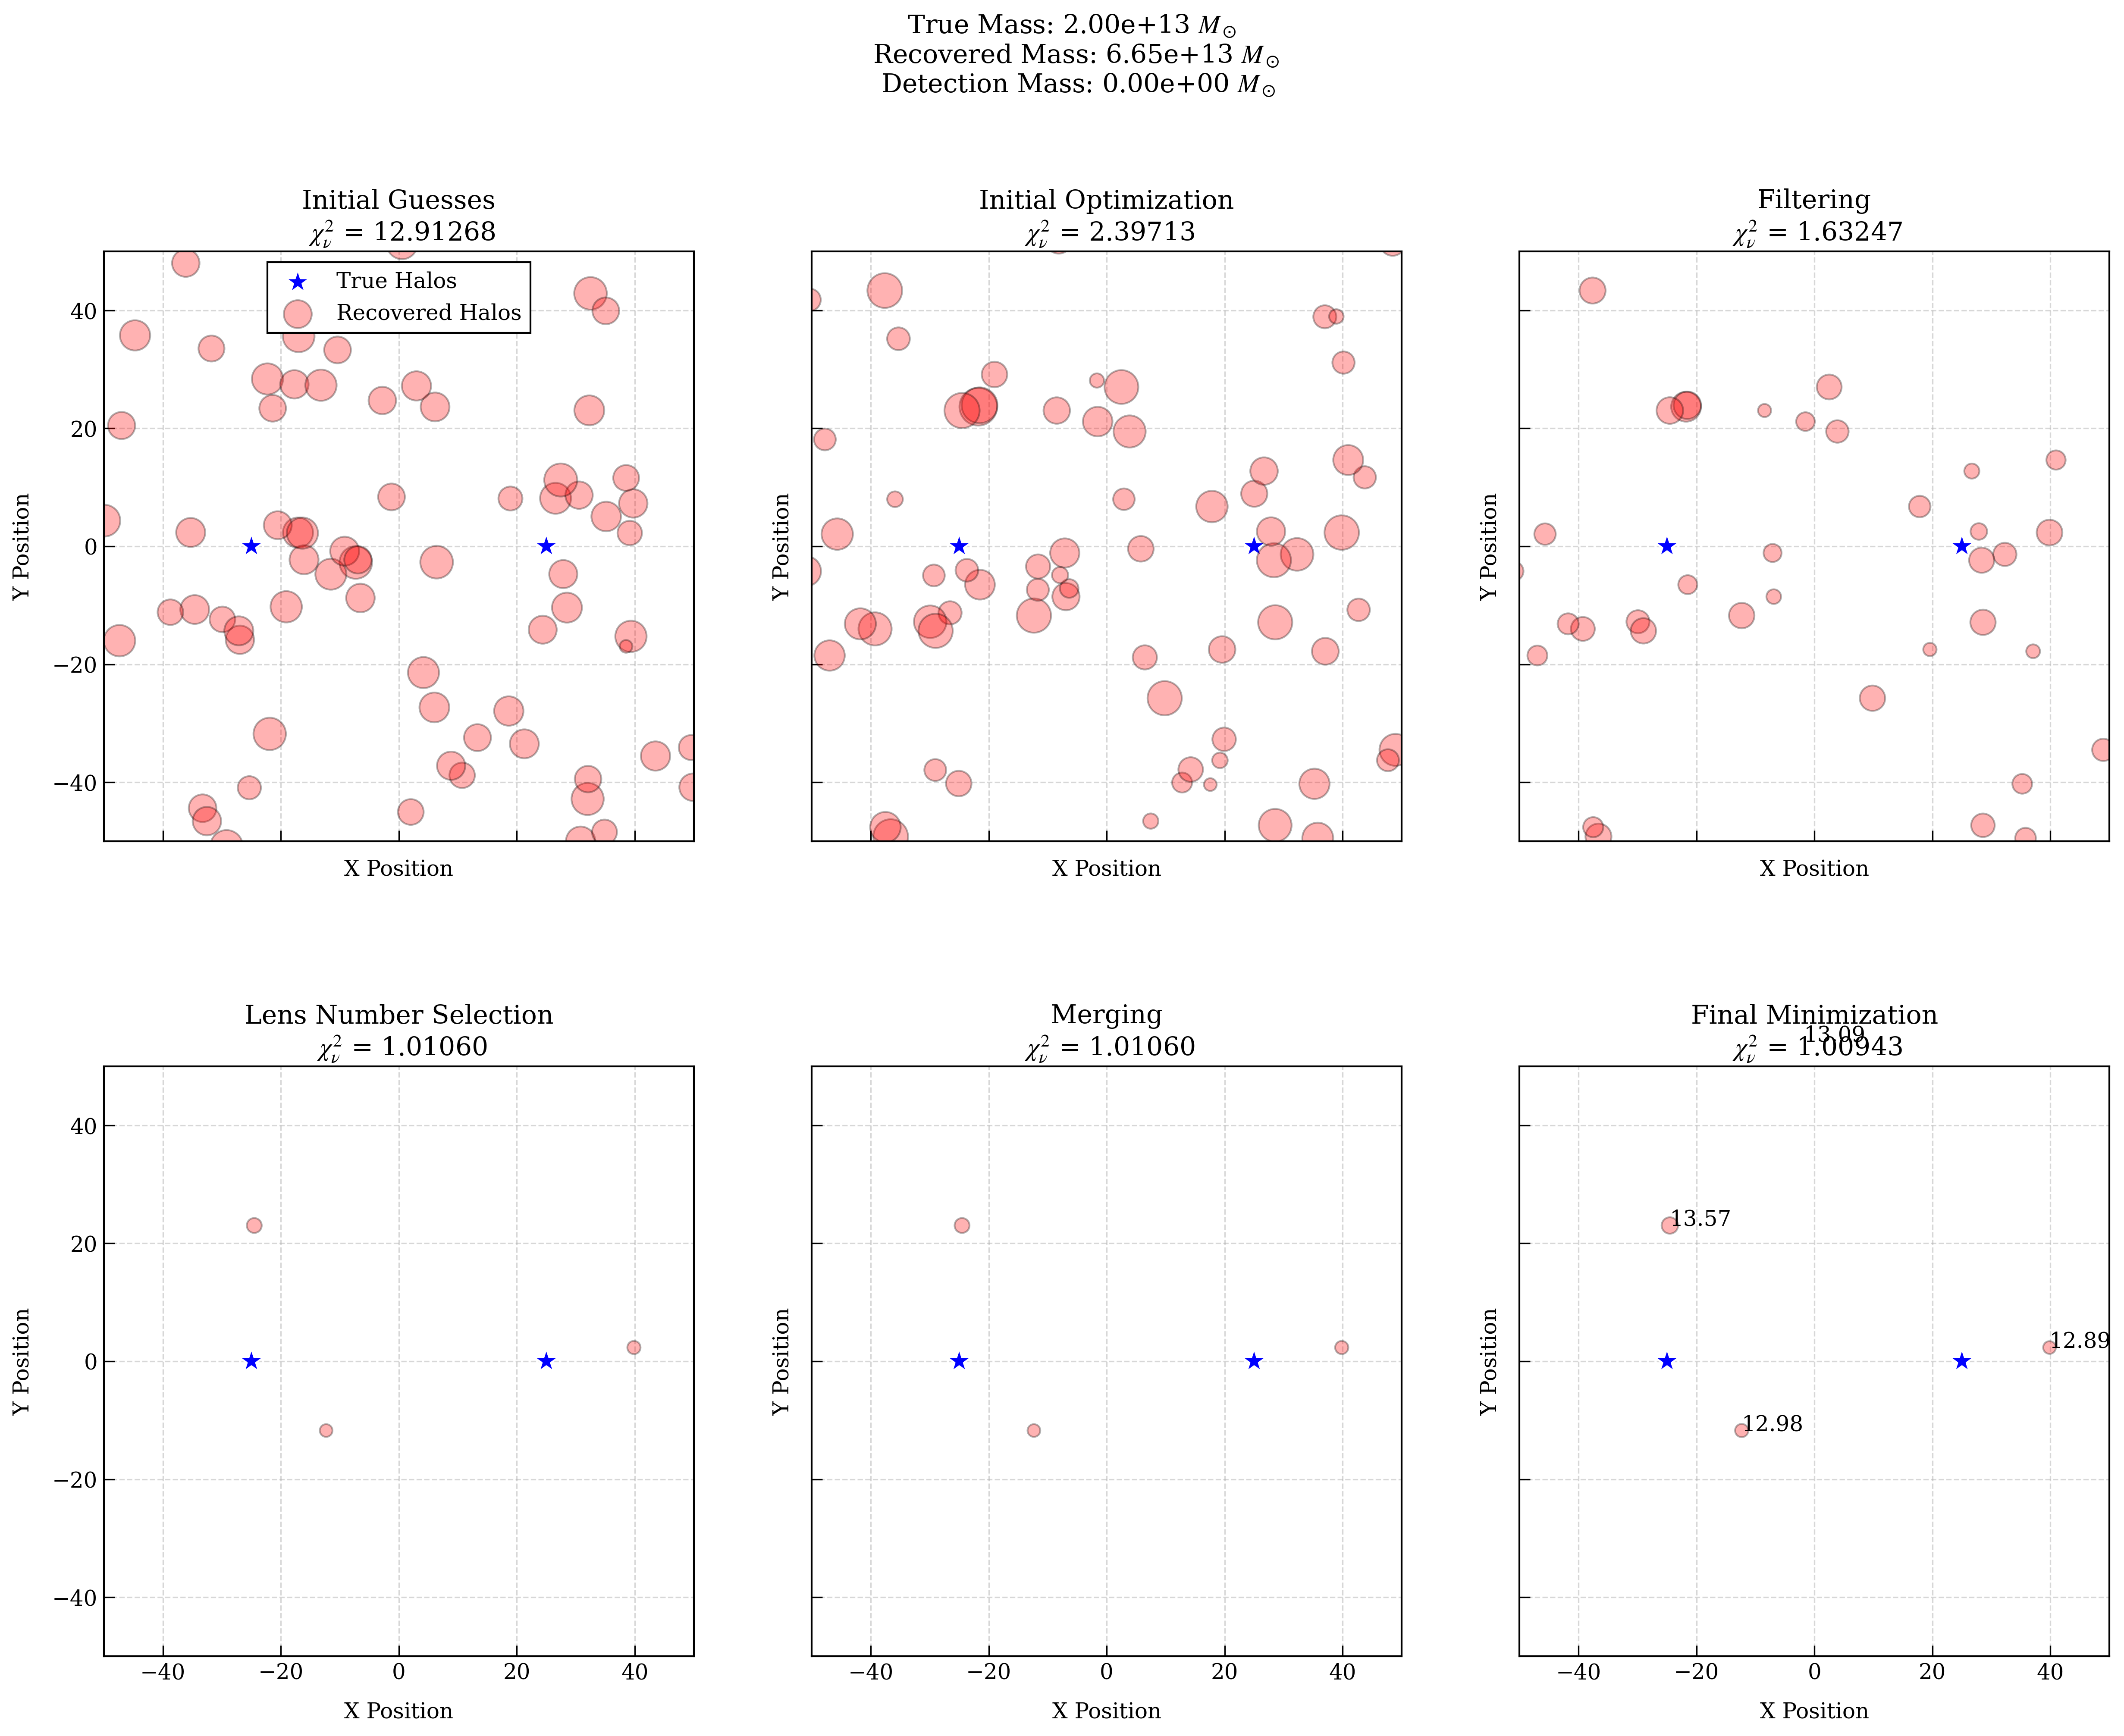 True Mass: 2.00e+13 M⊙
Recovered Mass: 6.65e+13 M⊙
Detection Mass: 0.00e+00 M⊙
Initial Guesses
χ²ν = 12.91268
Initial Optimization
χ²ν = 2.39713
Filtering
χ²ν = 1.63247
True Halos
Recovered Halos
Y Position
40
20
0
−20
−40
X Position
Y Position
X Position
Y Position
X Position
Lens Number Selection
χ²ν = 1.01060
Merging
χ²ν = 1.01060
Final Minimization
13.09
χ²ν = 1.00943
Y Position
40
20
0
−20
−40
−40 −20 0 20 40
X Position
Y Position
−40 −20 0 20 40
X Position
Y Position
13.57
12.89
12.98
−40 −20 0 20 40
X Position